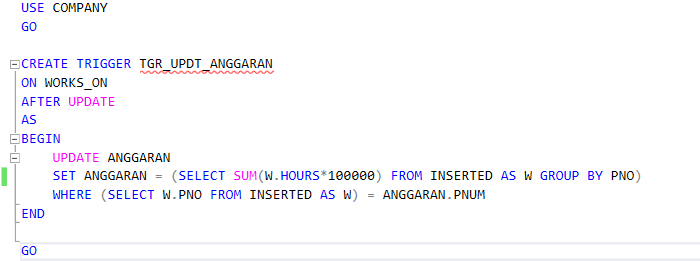 USE COMPANY
GO
CREATE TRIGGER TGR_UPDT_ANGGARAN
ON WORKS_ON
AFTER UPDATE
AS
BEGIN
UPDATE ANGGARAN
SET ANGGARAN = (SELECT SUM(W.HOURS*100000) FROM INSERTED AS W GROUP BY PNO)
WHERE (SELECT W.PNO FROM INSERTED AS W) = ANGGARAN.PNUM
END
GO